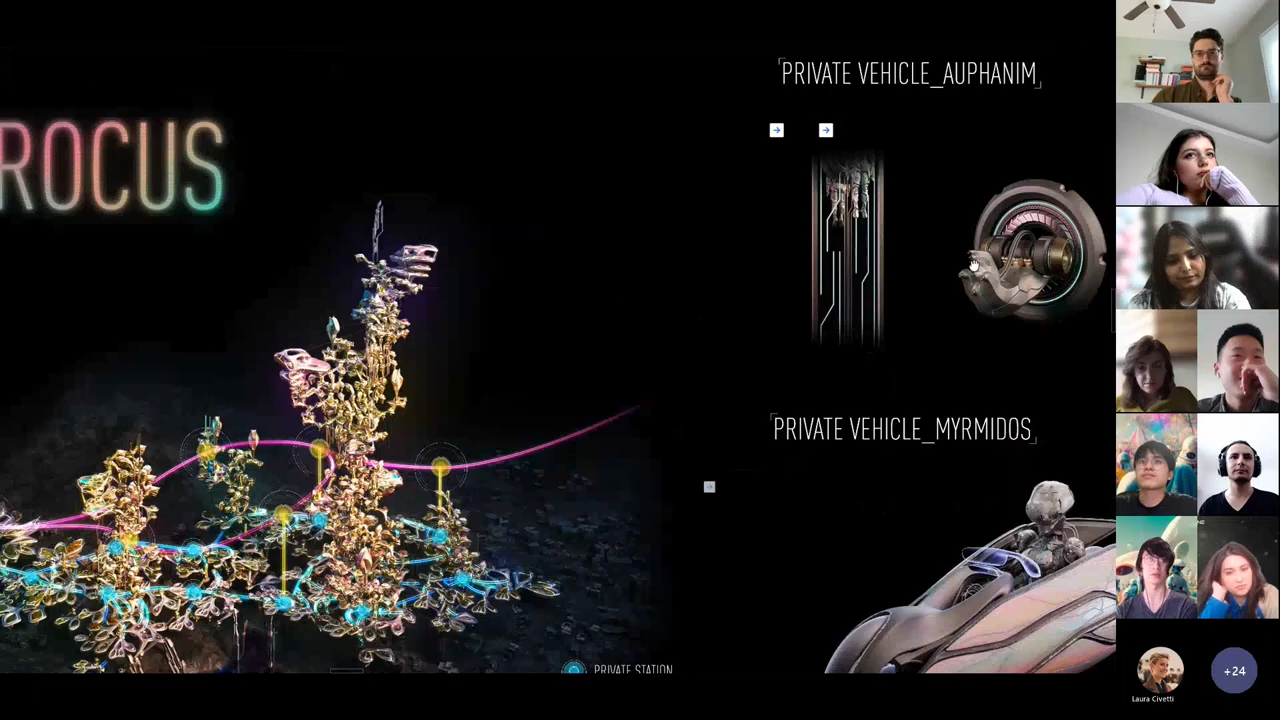 ROCUS
PRIVATE VEHICLE_AUPHANIM
PRIVATE VEHICLE_MYRMIDOS
PRIVATE STATION
Laura Civetti
+24